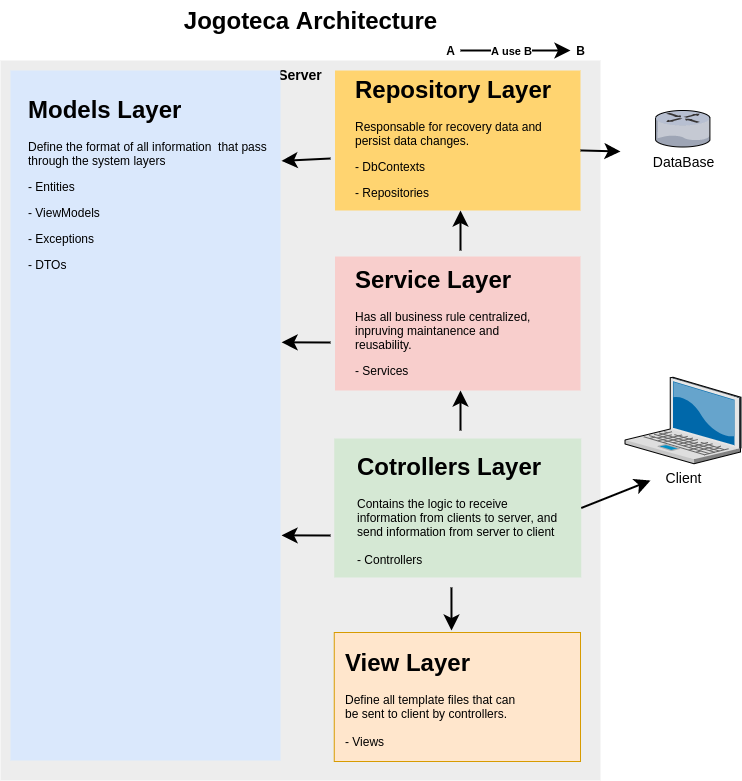 Jogoteca Architecture
A A use B B
Server
Models Layer
Define the format of all information  that pass
through the system layers
- Entities
- ViewModels
- Exceptions
- DTOs
Repository Layer
Responsable for recovery data and
persist data changes.
- DbContexts
- Repositories
DataBase
Service Layer
Has all business rule centralized,
inpruving maintanence and
reusability.
- Services
Cotrollers Layer
Contains the logic to receive
information from clients to server, and
send information from server to client
- Controllers
Client
View Layer
Define all template files that can
be sent to client by controllers.
- Views